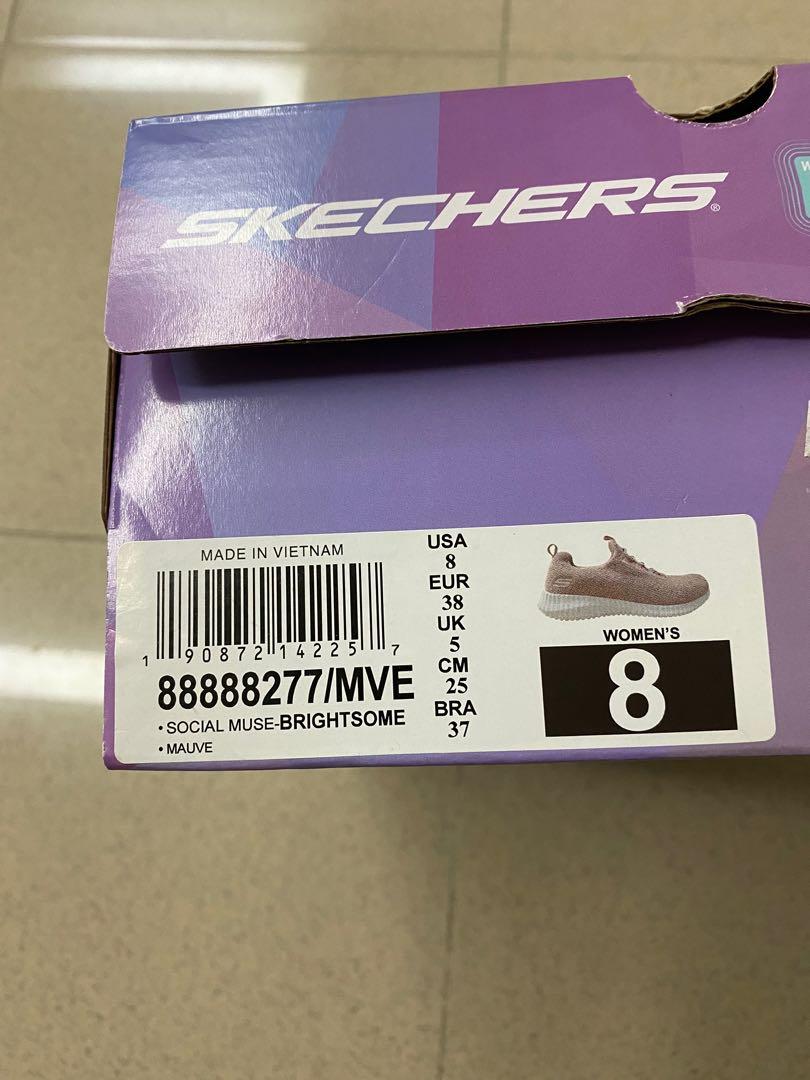 SKECHERS®
MADE IN VIETNAM
1 90872 14225 7
88888277/MVE
• SOCIAL MUSE-BRIGHTSOME
• MAUVE
USA
8
EUR
38
UK
5
CM
25
BRA
37
WOMEN'S
8